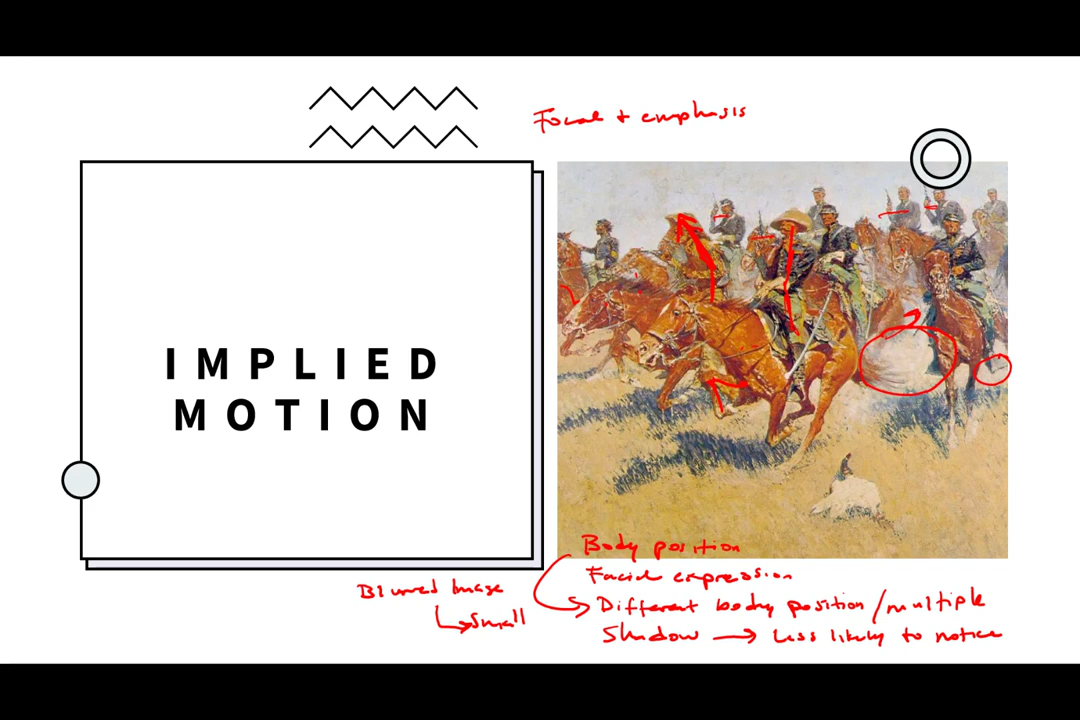 Focal + emphasis
IMPLIED
MOTION
Body position
Facial expression
Blurred Image
Different body position / multiple
↳ Small
Shadow → Less likely to notice